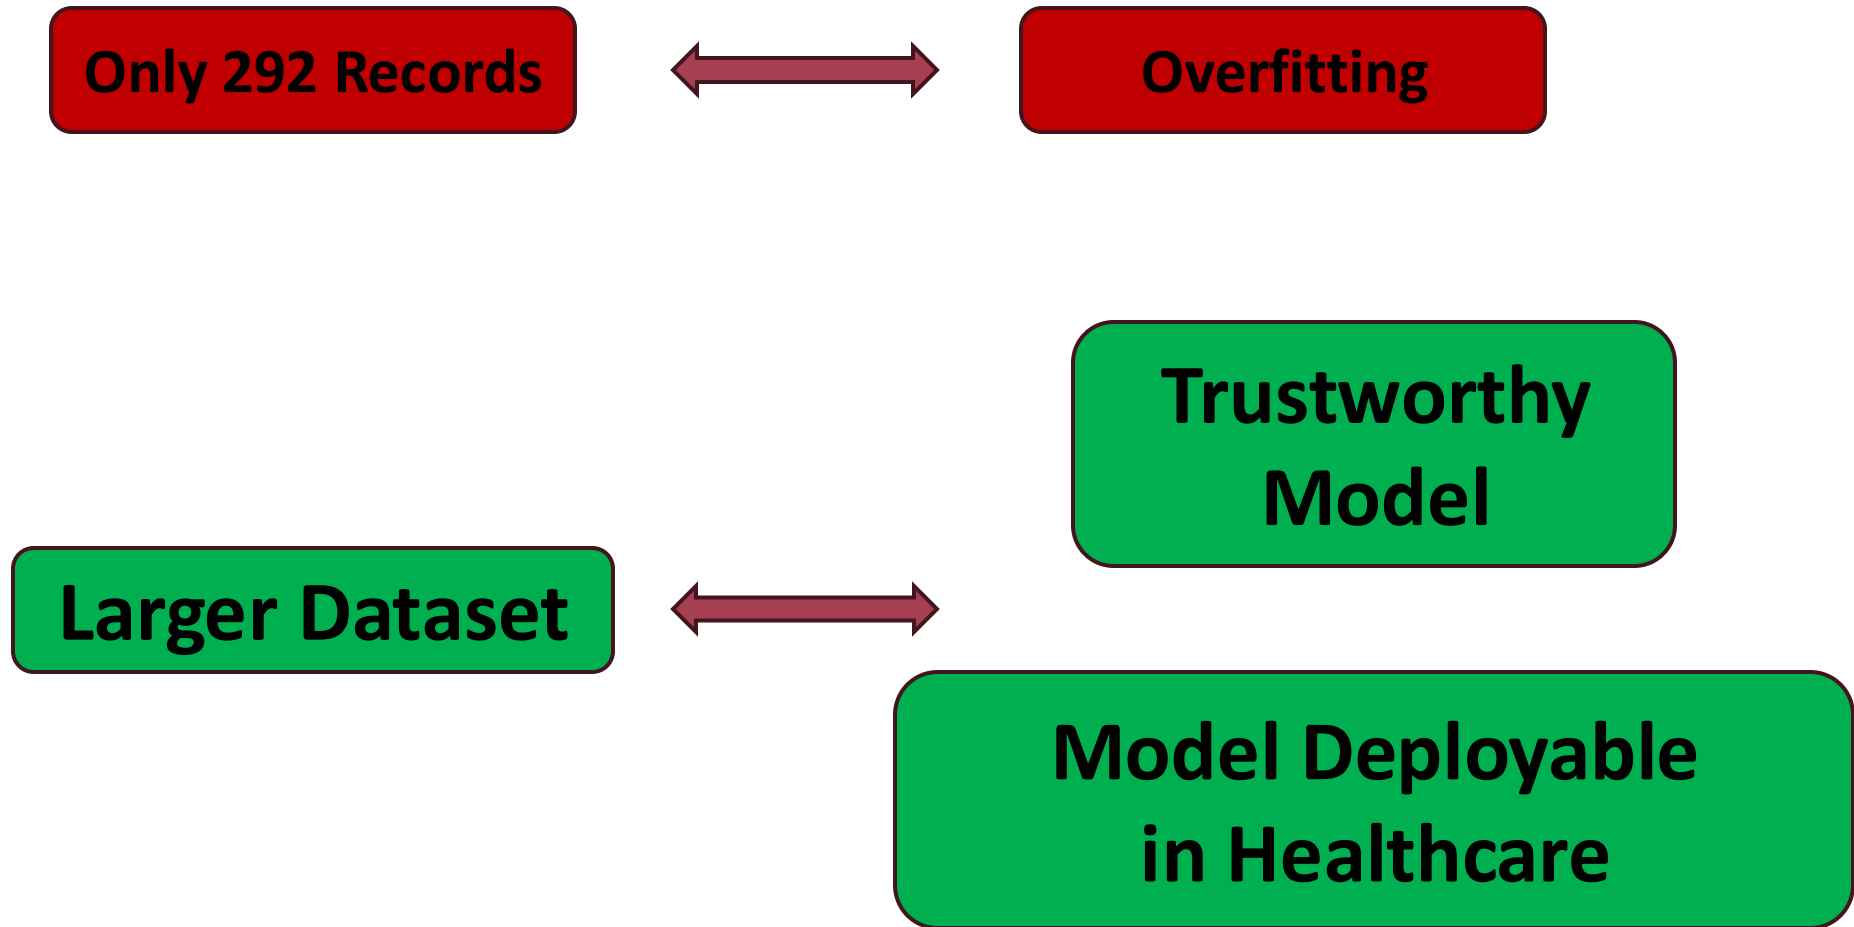 Only 292 Records
Overfitting
Trustworthy
Model
Larger Dataset
Model Deployable
in Healthcare